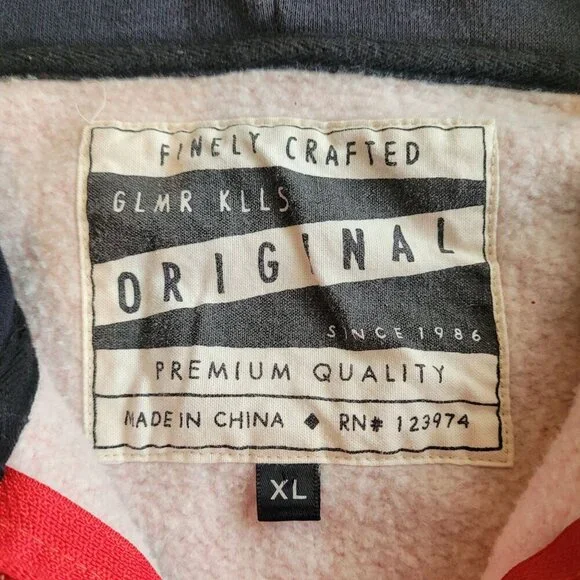 FINELY CRAFTED
GLMR KLLS
ORIGINAL
SINCE 1986
PREMIUM QUALITY
MADE IN CHINA ◆ RN# 123974
XL